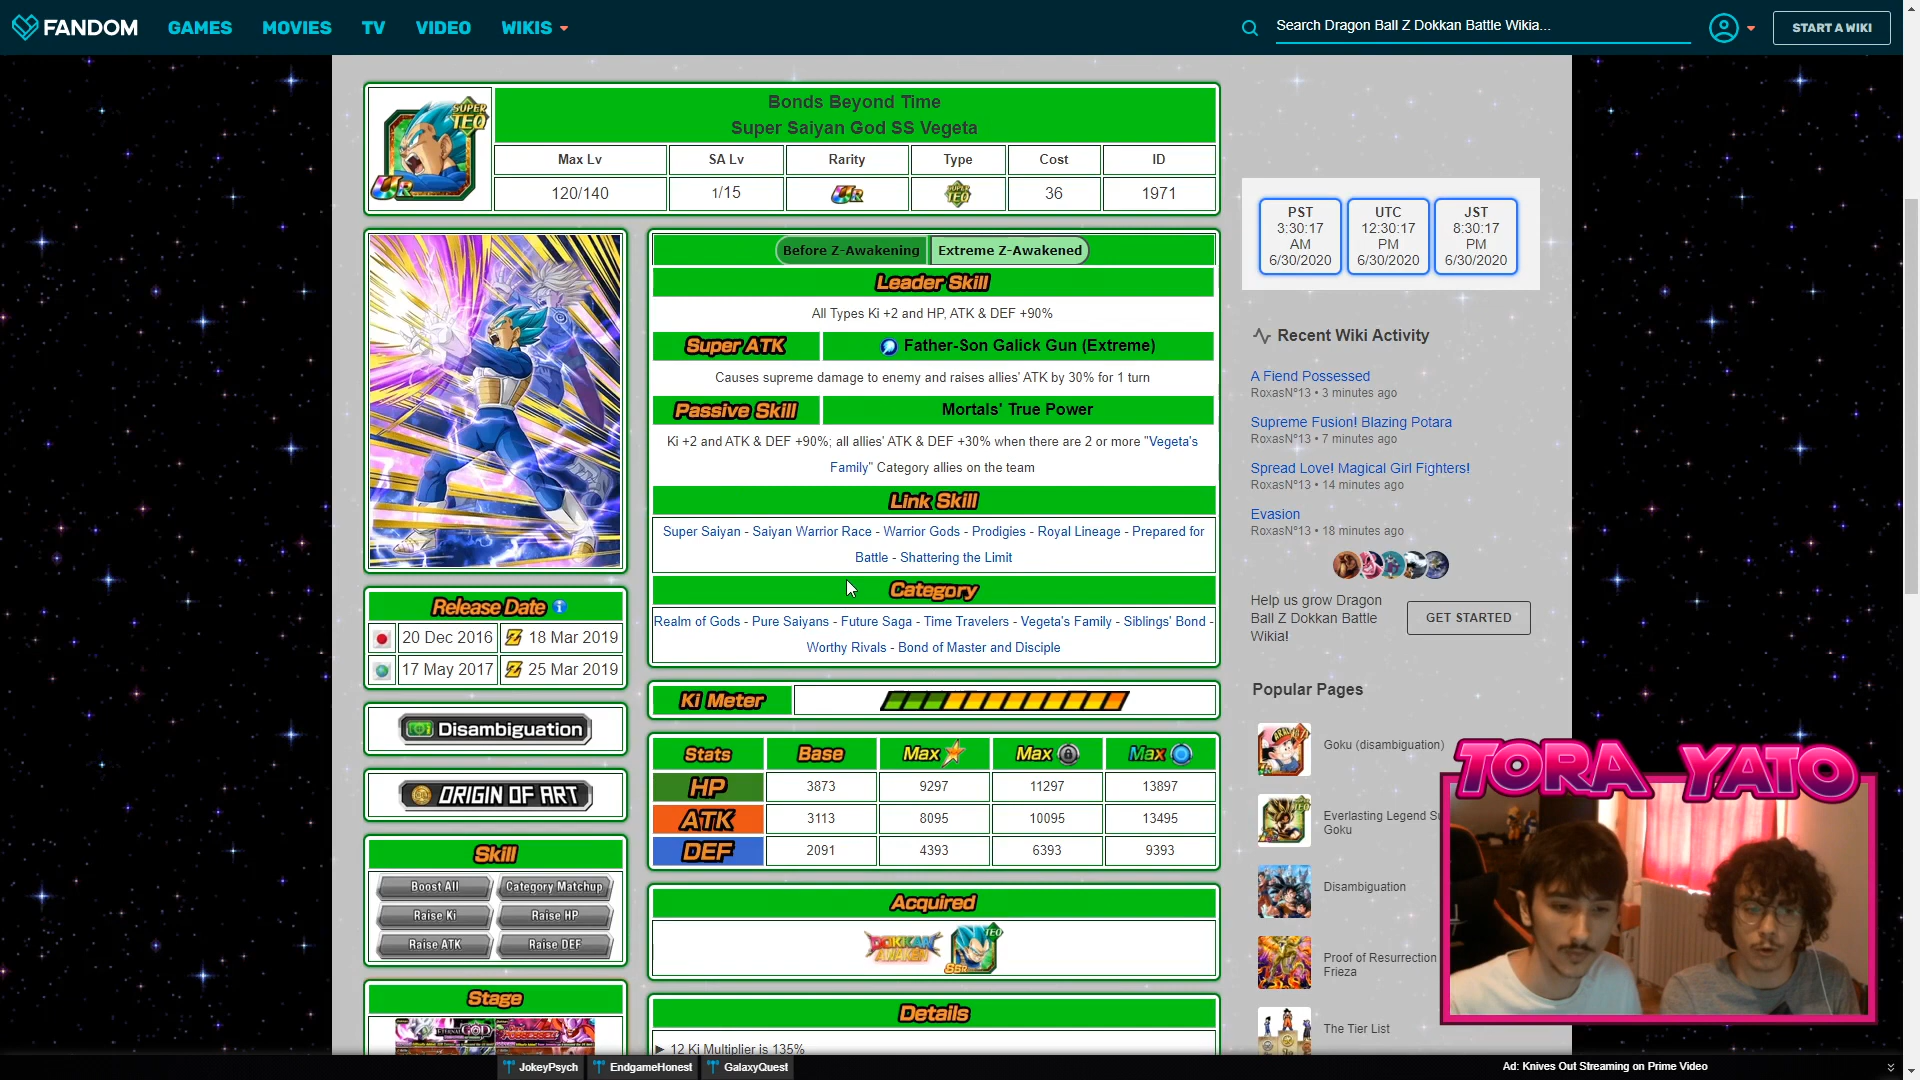 FANDOM GAMES MOVIES TV VIDEO WIKIS
Search Dragon Ball Z Dokkan Battle Wikia...
START A WIKI
SUPER TEQ
UR
Bonds Beyond Time
Super Saiyan God SS Vegeta
Max Lv SA Lv Rarity Type Cost ID
120/140 1/15 UR SUPER TEQ 36 1971
Before Z-Awakening Extreme Z-Awakened
Leader Skill
All Types Ki +2 and HP, ATK & DEF +90%
Super ATK Father-Son Galick Gun (Extreme)
Causes supreme damage to enemy and raises allies' ATK by 30% for 1 turn
Passive Skill Mortals' True Power
Ki +2 and ATK & DEF +90%; all allies' ATK & DEF +30% when there are 2 or more "Vegeta's
Family" Category allies on the team
Link Skill
Super Saiyan - Saiyan Warrior Race - Warrior Gods - Prodigies - Royal Lineage - Prepared for
Battle - Shattering the Limit
Category
Realm of Gods - Pure Saiyans - Future Saga - Time Travelers - Vegeta's Family - Siblings' Bond -
Worthy Rivals - Bond of Master and Disciple
Release Date
20 Dec 2016 Z 18 Mar 2019
17 May 2017 Z 25 Mar 2019
Disambiguation
ORIGIN OF ART
Skill
Boost All Category Matchup
Raise Ki Raise HP
Raise ATK Raise DEF
Stage
Ki Meter
Stats Base Max Max Max
HP 3873 9297 11297 13897
ATK 3113 8095 10095 13495
DEF 2091 4393 6393 9393
Acquired
DOKKAN AWAKEN TEQ SSR
Details
12 Ki Multiplier is 135%
PST
3:30:17
AM
6/30/2020
UTC
12:30:17
PM
6/30/2020
JST
8:30:17
PM
6/30/2020
Recent Wiki Activity
A Fiend Possessed
RoxasN°13 • 3 minutes ago
Supreme Fusion! Blazing Potara
RoxasN°13 • 7 minutes ago
Spread Love! Magical Girl Fighters!
RoxasN°13 • 14 minutes ago
Evasion
RoxasN°13 • 18 minutes ago
Help us grow Dragon
Ball Z Dokkan Battle
Wikia!
GET STARTED
Popular Pages
Goku (disambiguation)
Everlasting Legend Su
Goku
Disambiguation
Proof of Resurrection
Frieza
The Tier List
TORA YATO
JokeyPsych EndgameHonest GalaxyQuest
Ad: Knives Out Streaming on Prime Video